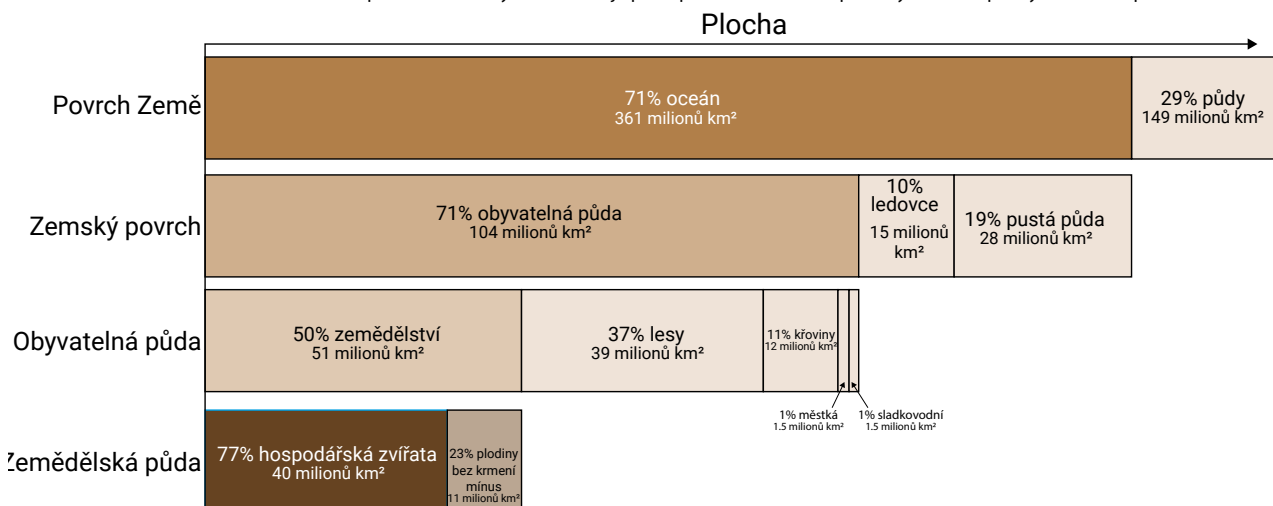 Plocha
Povrch Země
71% oceán
361 milionů km²
29% půdy
149 milionů km²
Zemský povrch
71% obyvatelná půda
104 milionů km²
10%
ledovce
15 milionů
km²
19% pustá půda
28 milionů km²
Obyvatelná půda
50% zemědělství
51 milionů km²
37% lesy
39 milionů km²
11% křoviny
12 milionů km²
1% městká
1.5 milionů km²
1% sladkovodní
1.5 milionů km²
Zemědělská půda
77% hospodářská zvířata
40 milionů km²
23% plodiny
bez krmení
mínus
11 milionů km²